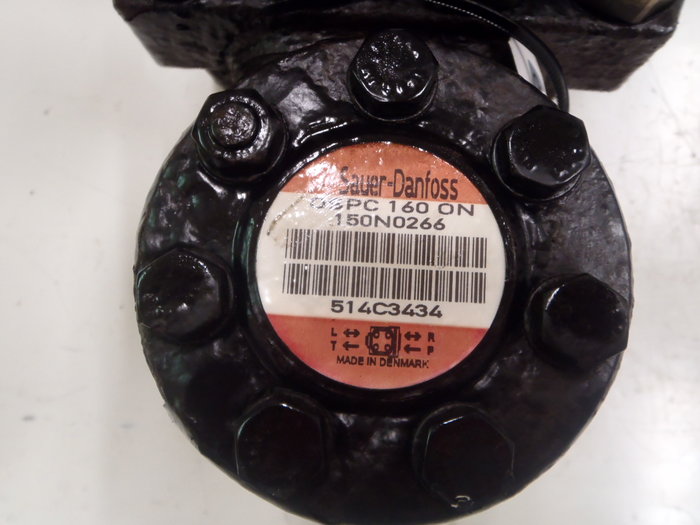 Sauer-Danfoss
OSPC 160 ON
150N0266
514C3434
L R
T P
MADE IN DENMARK